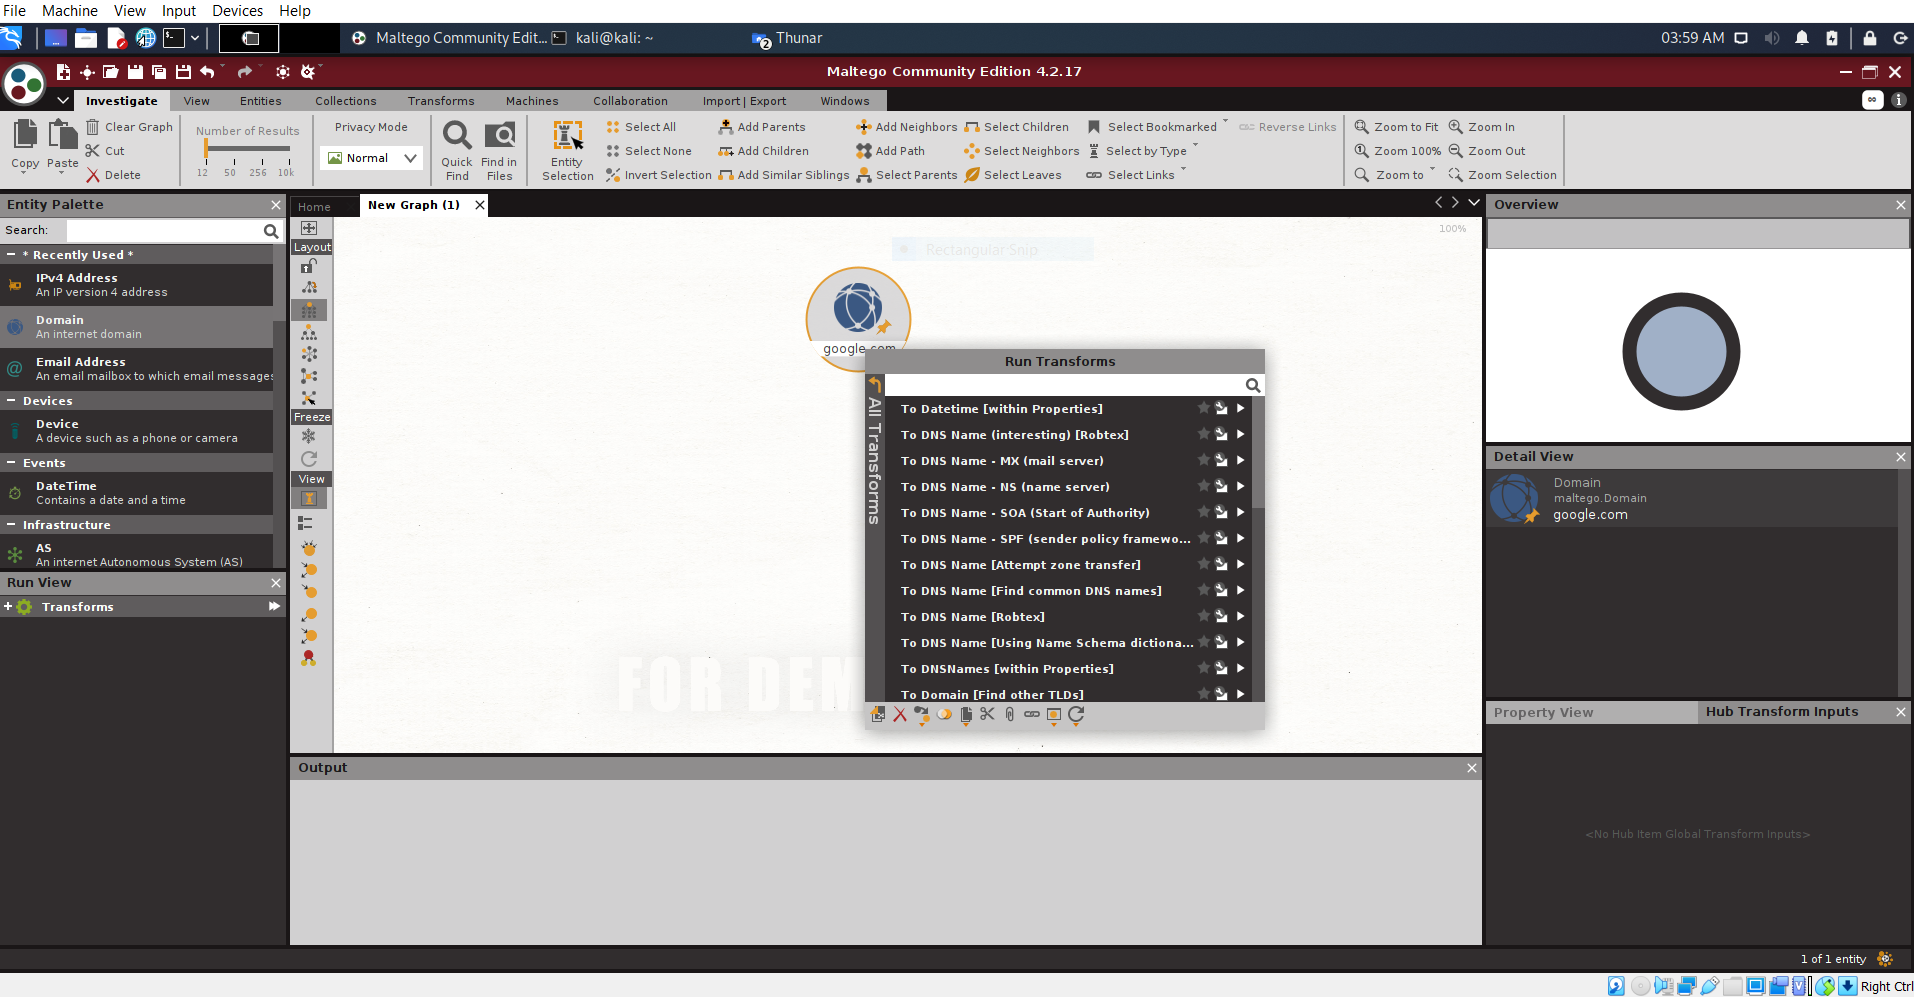 File Machine View Input Devices Help
Maltego Community Edit... kali@kali: ~ 2 Thunar 03:59 AM
Maltego Community Edition 4.2.17
Investigate View Entities Collections Transforms Machines Collaboration Import | Export Windows
Copy Paste Clear Graph Cut Delete
Number of Results
12 50 256 10k
Privacy Mode
Normal
Quick Find
Find in Files
Entity Selection
Select All Add Parents Add Neighbors Select Children Select Bookmarked Reverse Links Zoom to Fit Zoom In
Select None Add Children Add Path Select Neighbors Select by Type Zoom 100% Zoom Out
Invert Selection Add Similar Siblings Select Parents Select Leaves Select Links Zoom to Zoom Selection
Entity Palette
Search:
* Recently Used *
IPv4 Address
An IP version 4 address
Domain
An internet domain
Email Address
An email mailbox to which email messages
Devices
Device
A device such as a phone or camera
Events
DateTime
Contains a date and a time
Infrastructure
AS
An internet Autonomous System (AS)
Run View
Transforms
Home New Graph (1)
Layout
Freeze
View
100%
Rectangular Snip
google.com
FOR DEM
Run Transforms
All Transforms
To Datetime [within Properties]
To DNS Name (interesting) [Robtex]
To DNS Name - MX (mail server)
To DNS Name - NS (name server)
To DNS Name - SOA (Start of Authority)
To DNS Name - SPF (sender policy framewo...
To DNS Name [Attempt zone transfer]
To DNS Name [Find common DNS names]
To DNS Name [Robtex]
To DNS Name [Using Name Schema dictiona...
To DNSNames [within Properties]
To Domain [Find other TLDs]
Output
Overview
Detail View
Domain
maltego.Domain
google.com
Property View Hub Transform Inputs
<No Hub Item Global Transform Inputs>
1 of 1 entity
Right Ctrl